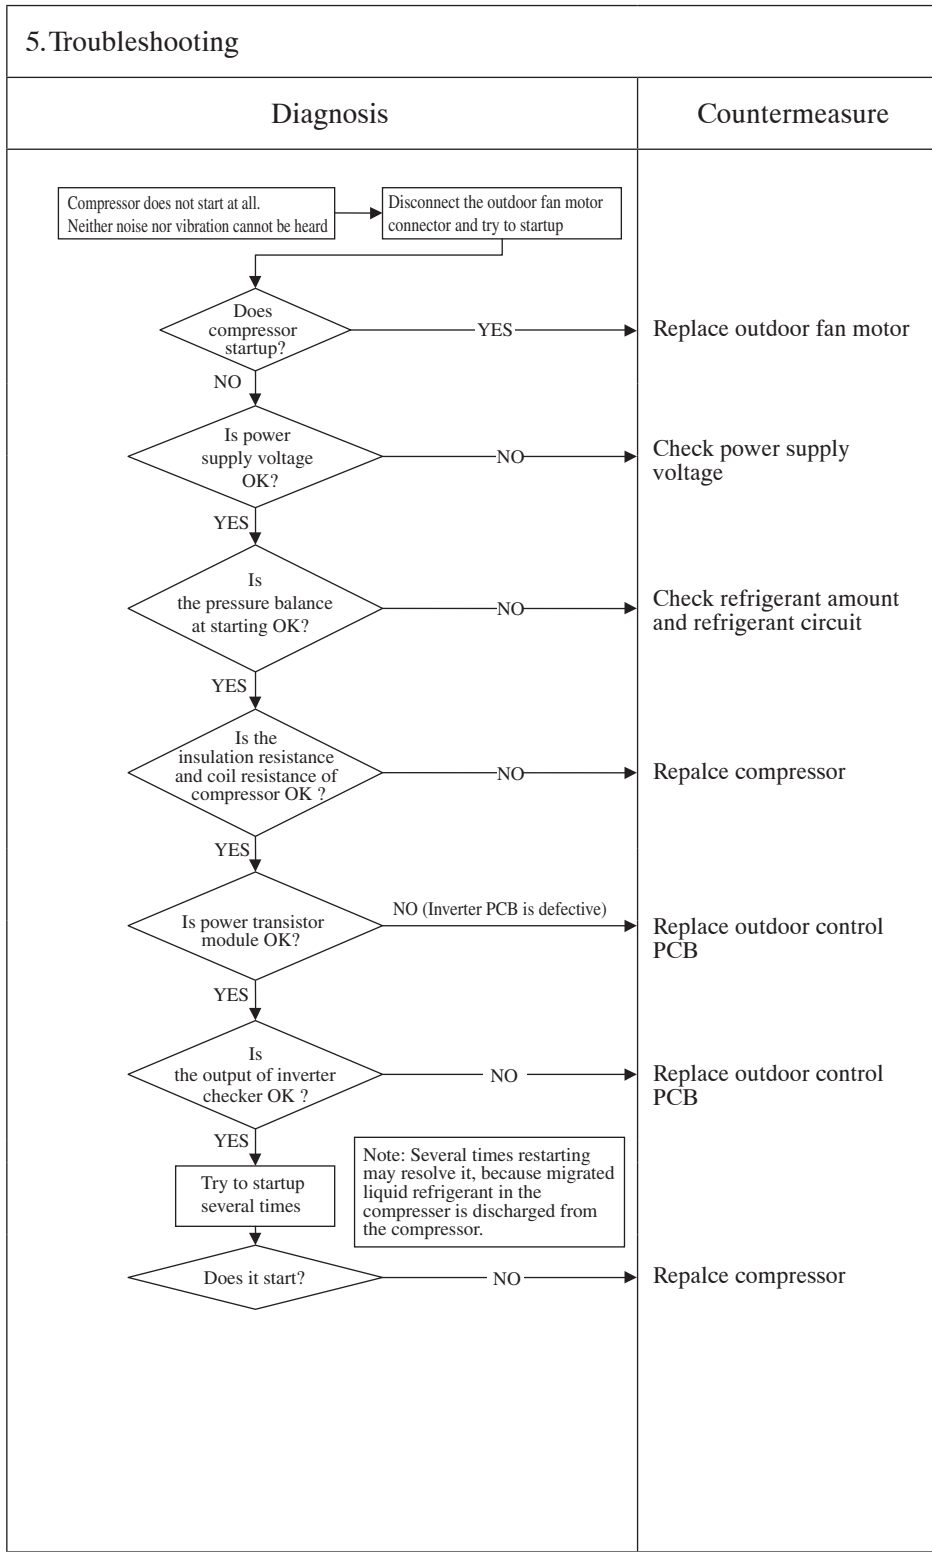 5.Troubleshooting
Diagnosis
Countermeasure
Compressor does not start at all.
Neither noise nor vibration cannot be heard
Disconnect the outdoor fan motor
connector and try to startup
Does
compressor
startup?
YES
Replace outdoor fan motor
NO
Is power
supply voltage
OK?
NO
Check power supply
voltage
YES
Is
the pressure balance
at starting OK?
NO
Check refrigerant amount
and refrigerant circuit
YES
Is the
insulation resistance
and coil resistance of
compressor OK ?
NO
Repalce compressor
YES
Is power transistor
module OK?
NO (Inverter PCB is defective)
Replace outdoor control
PCB
YES
Is
the output of inverter
checker OK ?
NO
Replace outdoor control
PCB
YES
Try to startup
several times
Note: Several times restarting
may resolve it, because migrated
liquid refrigerant in the
compresser is discharged from
the compressor.
Does it start?
NO
Repalce compressor